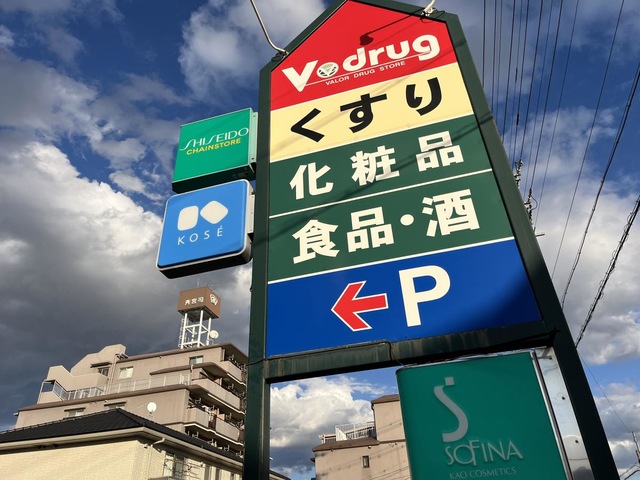 V drug
VALOR DRUG STORE
くすり
化粧品
食品・酒
←P
SHISEIDO
CHAINSTORE
KOSÉ
SOFINA
KAO COSMETICS